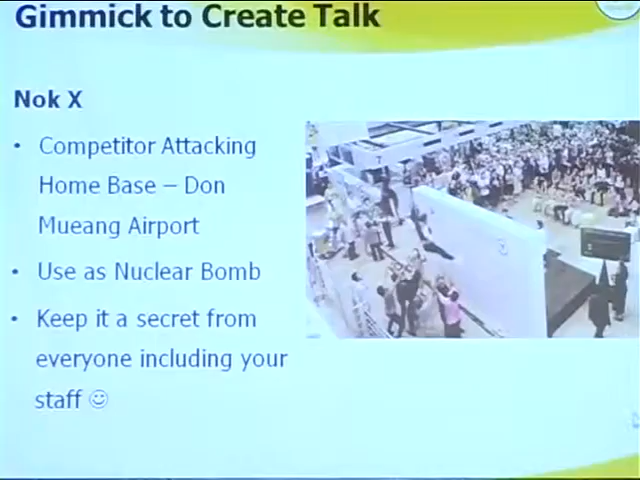 Gimmick to Create Talk
Nok X
• Competitor Attacking
Home Base – Don
Mueang Airport
• Use as Nuclear Bomb
• Keep it a secret from
everyone including your
staff ☺